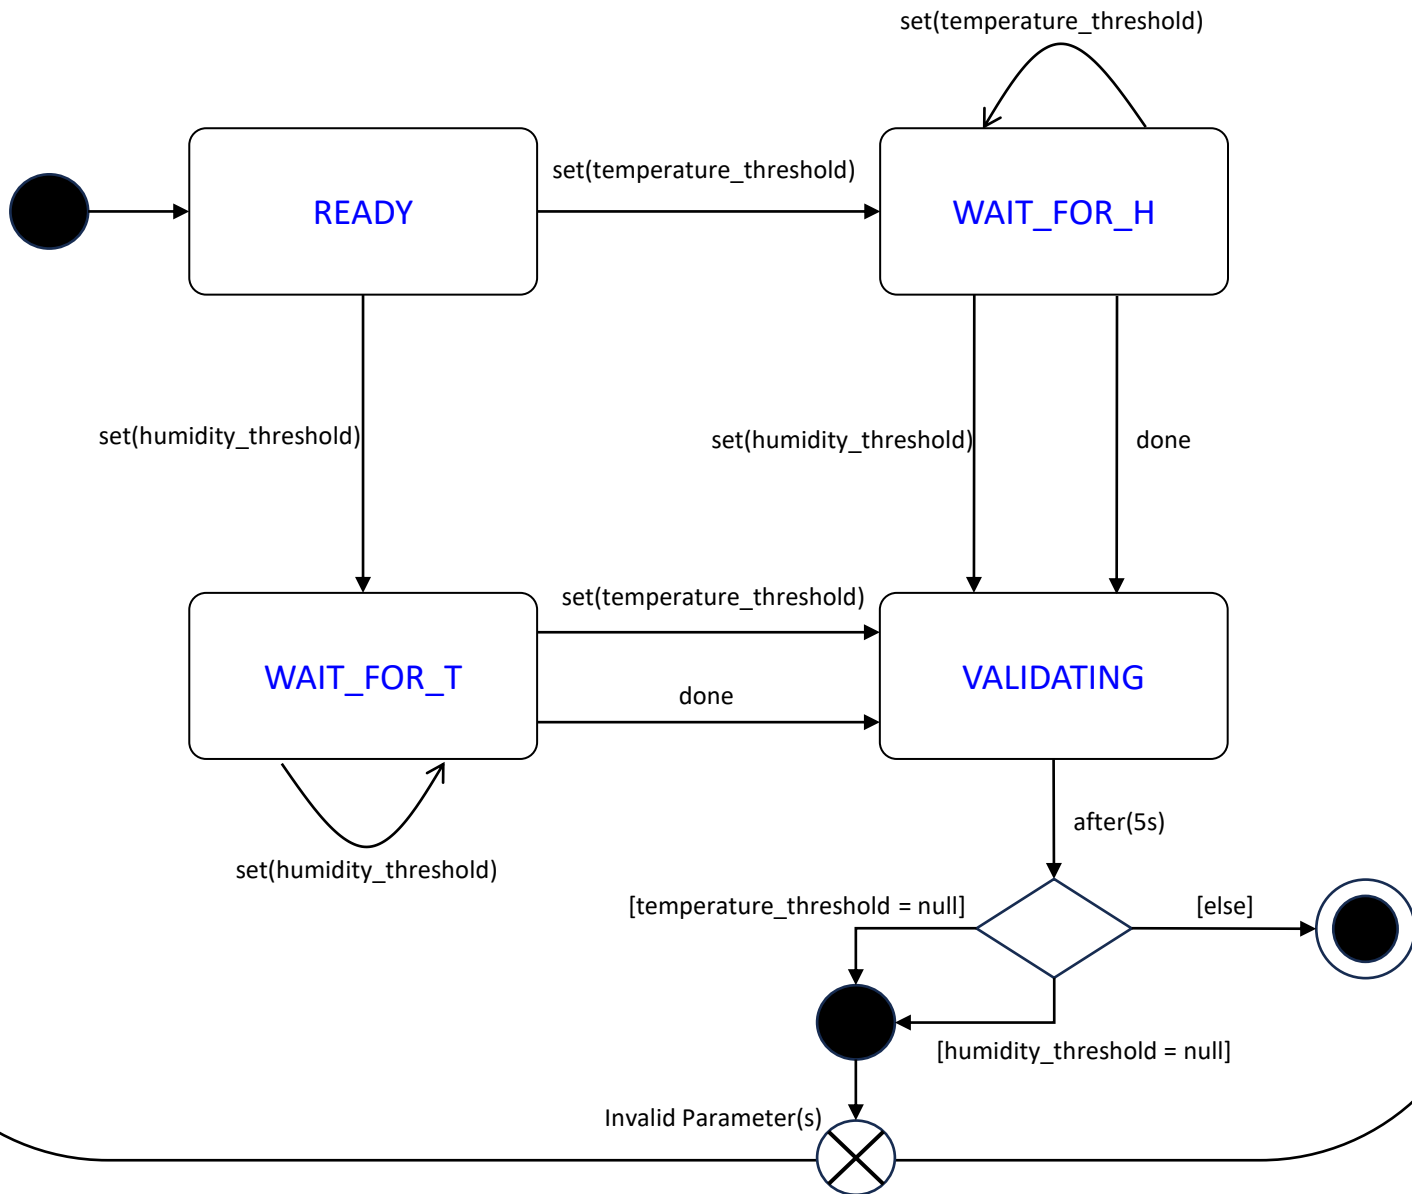 set(temperature_threshold)
READY
set(temperature_threshold)
WAIT_FOR_H
set(humidity_threshold)
set(humidity_threshold)
done
set(temperature_threshold)
WAIT_FOR_T
VALIDATING
done
after(5s)
set(humidity_threshold)
[temperature_threshold = null]
[else]
[humidity_threshold = null]
Invalid Parameter(s)